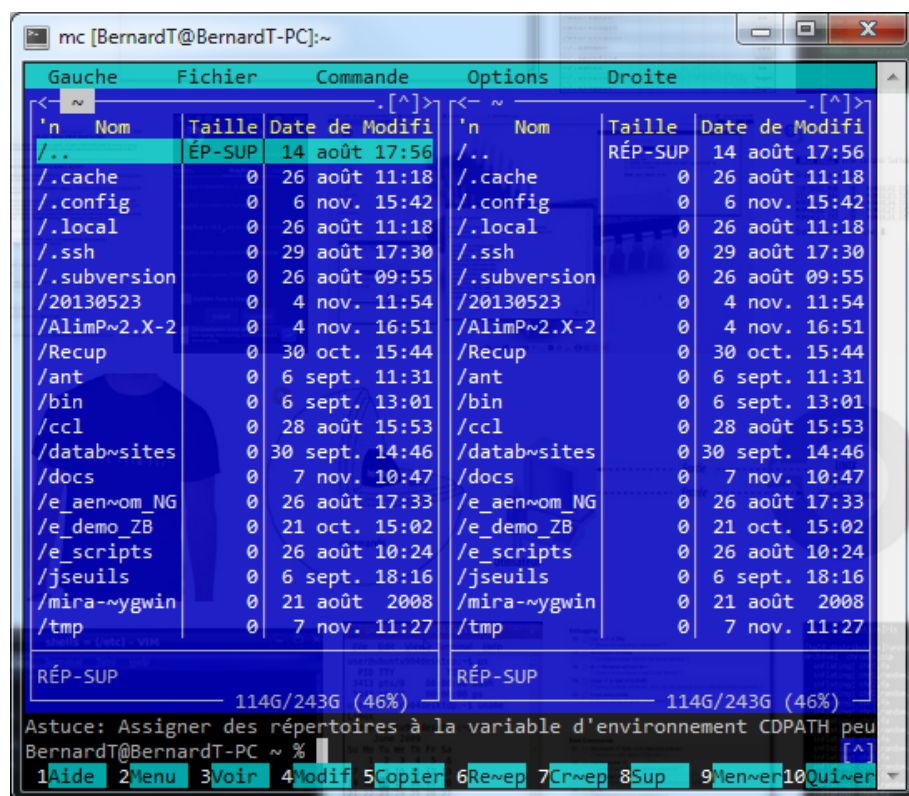 mc [BernardT@BernardT-PC]:~
Gauche Fichier Commande Options Droite
<─ ~ ─.[^]> <─ ~ ─.[^]>
'n Nom Taille Date de Modifi 'n Nom Taille Date de Modifi
/.. ÉP-SUP 14 août 17:56 /.. RÉP-SUP 14 août 17:56
/.cache 0 26 août 11:18 /.cache 0 26 août 11:18
/.config 0 6 nov. 15:42 /.config 0 6 nov. 15:42
/.local 0 26 août 11:18 /.local 0 26 août 11:18
/.ssh 0 29 août 17:30 /.ssh 0 29 août 17:30
/.subversion 0 26 août 09:55 /.subversion 0 26 août 09:55
/20130523 0 4 nov. 11:54 /20130523 0 4 nov. 11:54
/AlimP~2.X-2 0 4 nov. 16:51 /AlimP~2.X-2 0 4 nov. 16:51
/Recup 0 30 oct. 15:44 /Recup 0 30 oct. 15:44
/ant 0 6 sept. 11:31 /ant 0 6 sept. 11:31
/bin 0 6 sept. 13:01 /bin 0 6 sept. 13:01
/ccl 0 28 août 15:53 /ccl 0 28 août 15:53
/datab~sites 0 30 sept. 14:46 /datab~sites 0 30 sept. 14:46
/docs 0 7 nov. 10:47 /docs 0 7 nov. 10:47
/e_aen~om_NG 0 26 août 17:33 /e_aen~om_NG 0 26 août 17:33
/e_demo_ZB 0 21 oct. 15:02 /e_demo_ZB 0 21 oct. 15:02
/e_scripts 0 26 août 10:24 /e_scripts 0 26 août 10:24
/jseuils 0 6 sept. 18:16 /jseuils 0 6 sept. 18:16
/mira-~ygwin 0 21 août 2008 /mira-~ygwin 0 21 août 2008
/tmp 0 7 nov. 11:27 /tmp 0 7 nov. 11:27
RÉP-SUP RÉP-SUP
114G/243G (46%) 114G/243G (46%)
Astuce: Assigner des répertoires à la variable d'environnement CDPATH peu
BernardT@BernardT-PC ~ % [^]
1Aide 2Menu 3Voir 4Modif 5Copier 6Re~ep 7Cr~ep 8Sup 9Men~er 10Qui~er